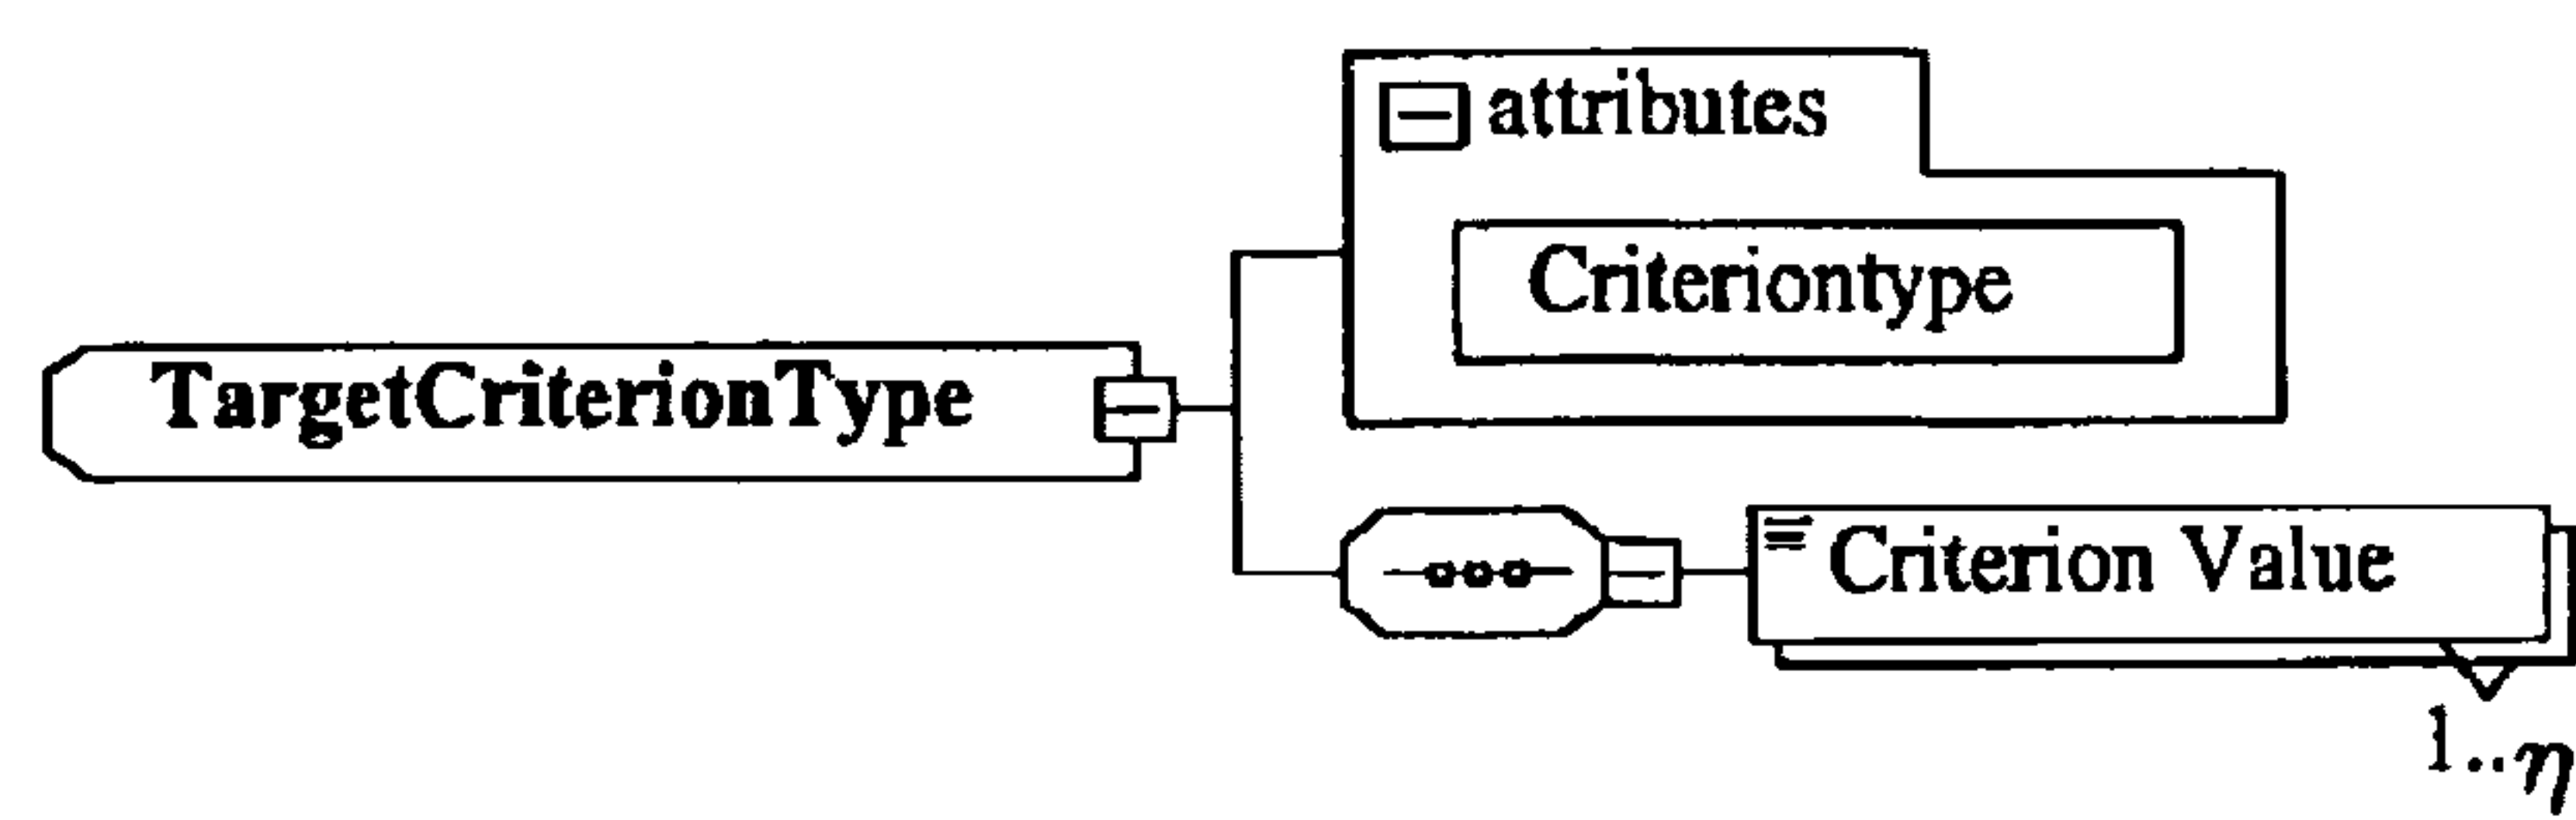 attributes
Criteriontype
TargetCriterionType
Criterion Value
1..η